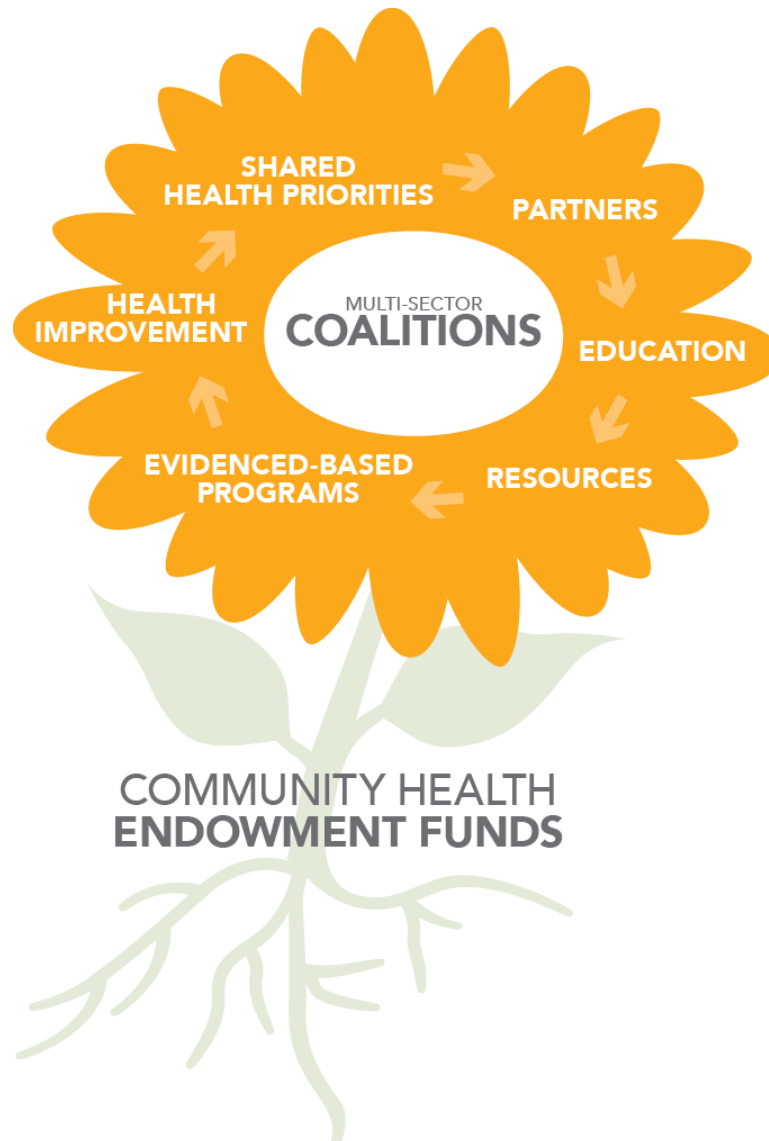 SHARED
HEALTH PRIORITIES
PARTNERS
EDUCATION
RESOURCES
EVIDENCED-BASED
PROGRAMS
HEALTH
IMPROVEMENT
MULTI-SECTOR
COALITIONS
COMMUNITY HEALTH
ENDOWMENT FUNDS